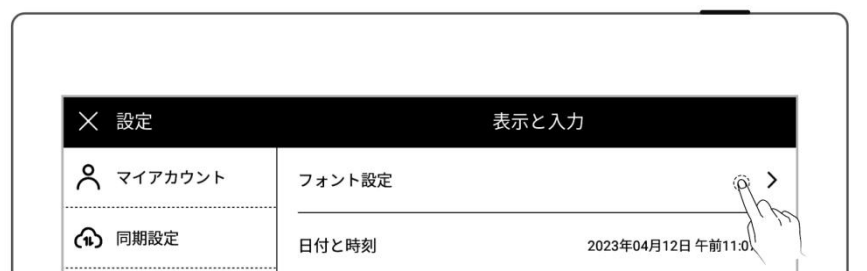 設定
表示と入力
マイアカウント
フォント設定
同期設定
日付と時刻
2023年04月12日 午前11:0